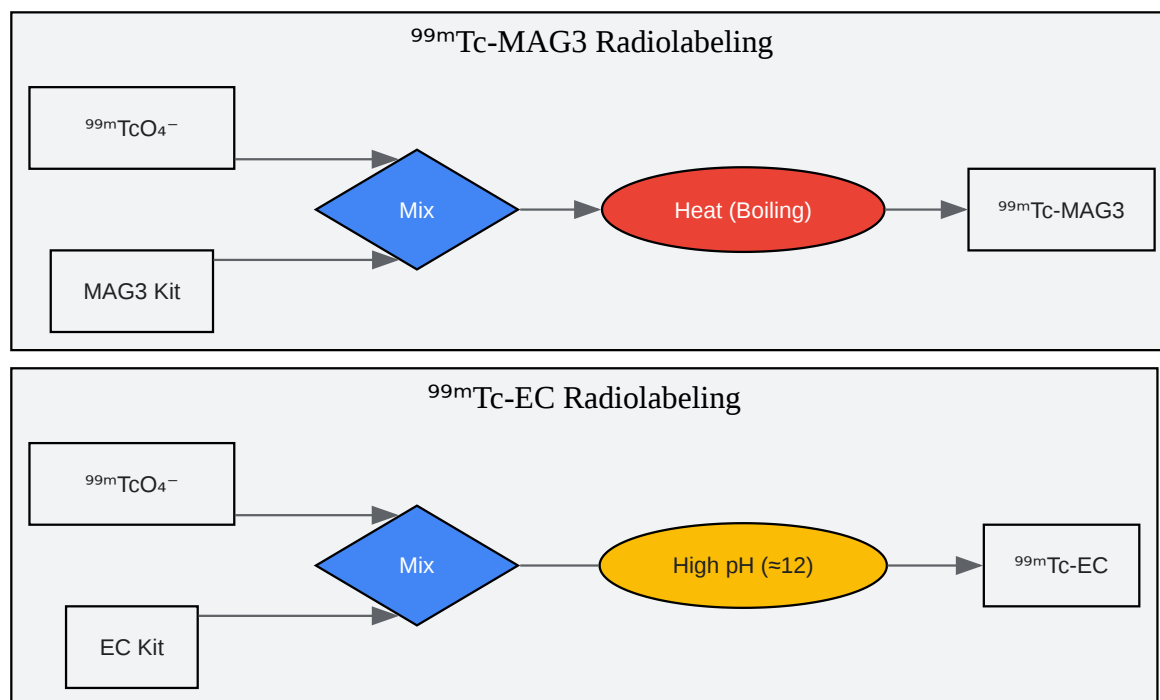 ⁹⁹ᵐTc-MAG3 Radiolabeling
⁹⁹ᵐTcO₄⁻
Mix
Heat (Boiling)
⁹⁹ᵐTc-MAG3
MAG3 Kit
⁹⁹ᵐTc-EC Radiolabeling
⁹⁹ᵐTcO₄⁻
Mix
High pH (≈12)
⁹⁹ᵐTc-EC
EC Kit